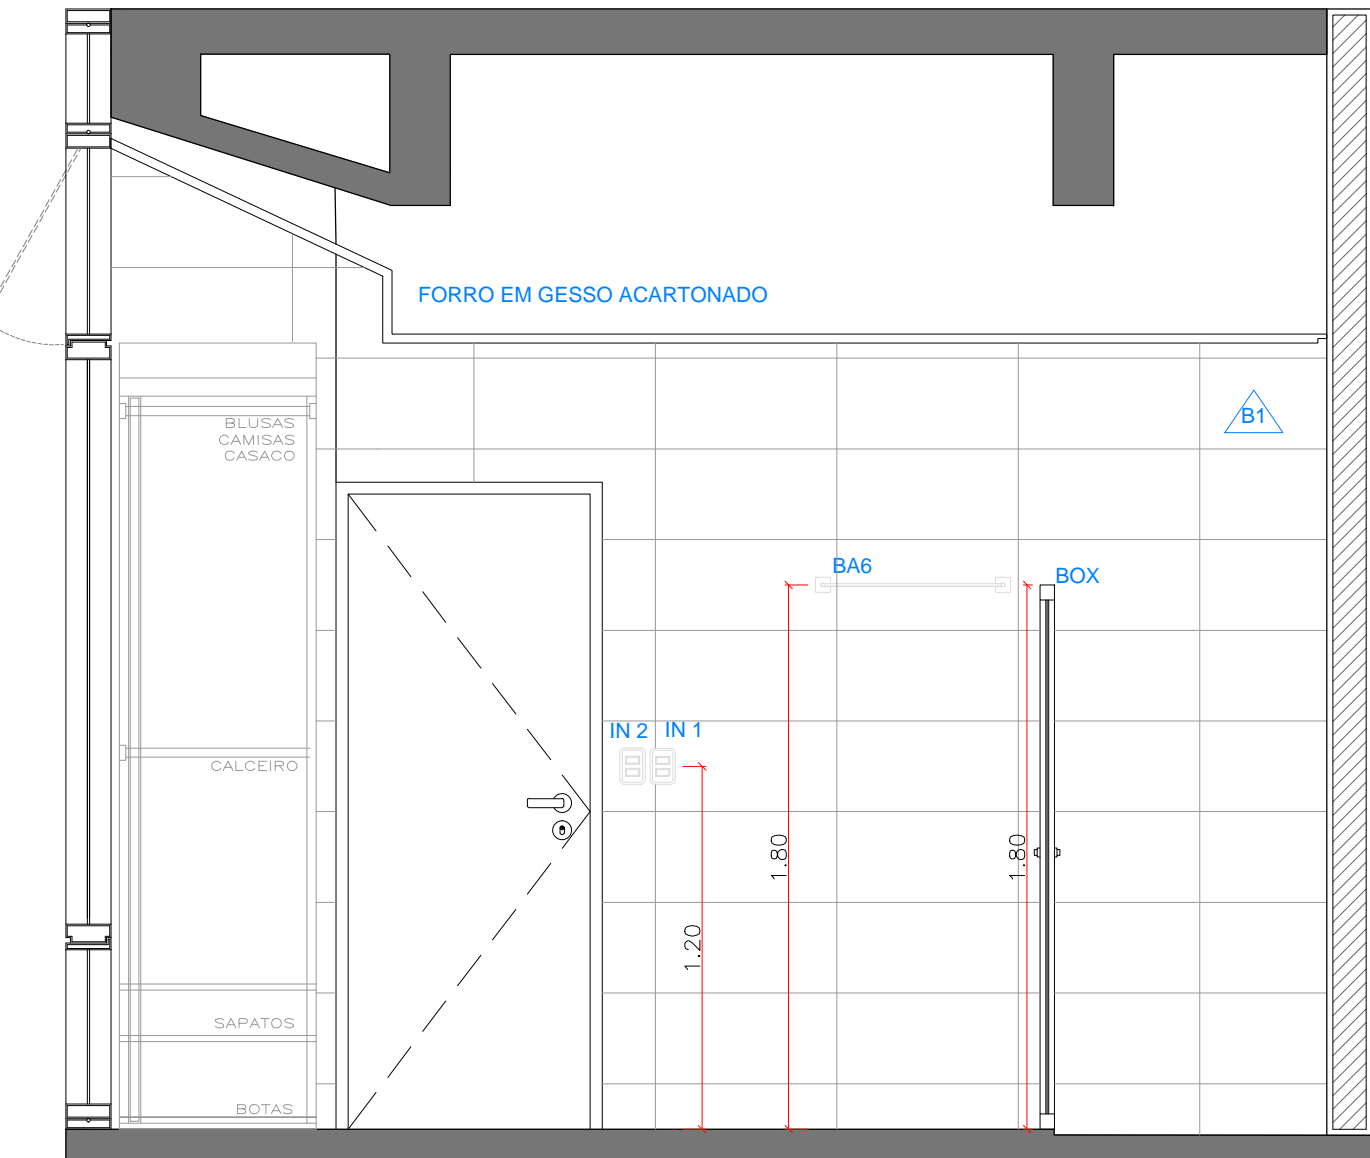 FORRO EM GESSO ACARTONADO
B1
BLUSAS
CAMISAS
CASACO
BA6
BOX
IN 2
IN 1
CALCEIRO
1.80
1.80
1.20
SAPATOS
BOTAS